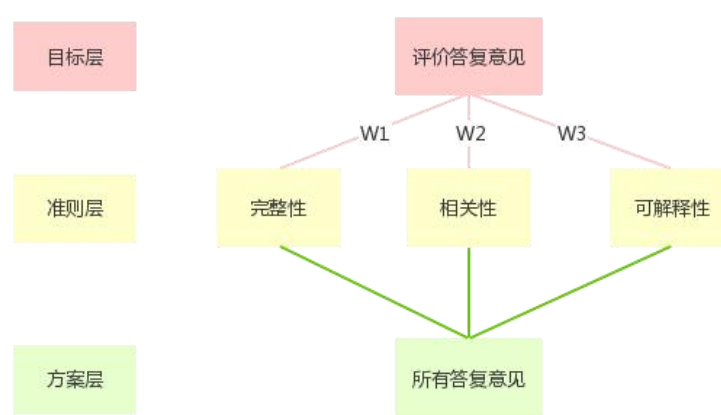 目标层
评价答复意见
W1
W2
W3
准则层
完整性
相关性
可解释性
方案层
所有答复意见